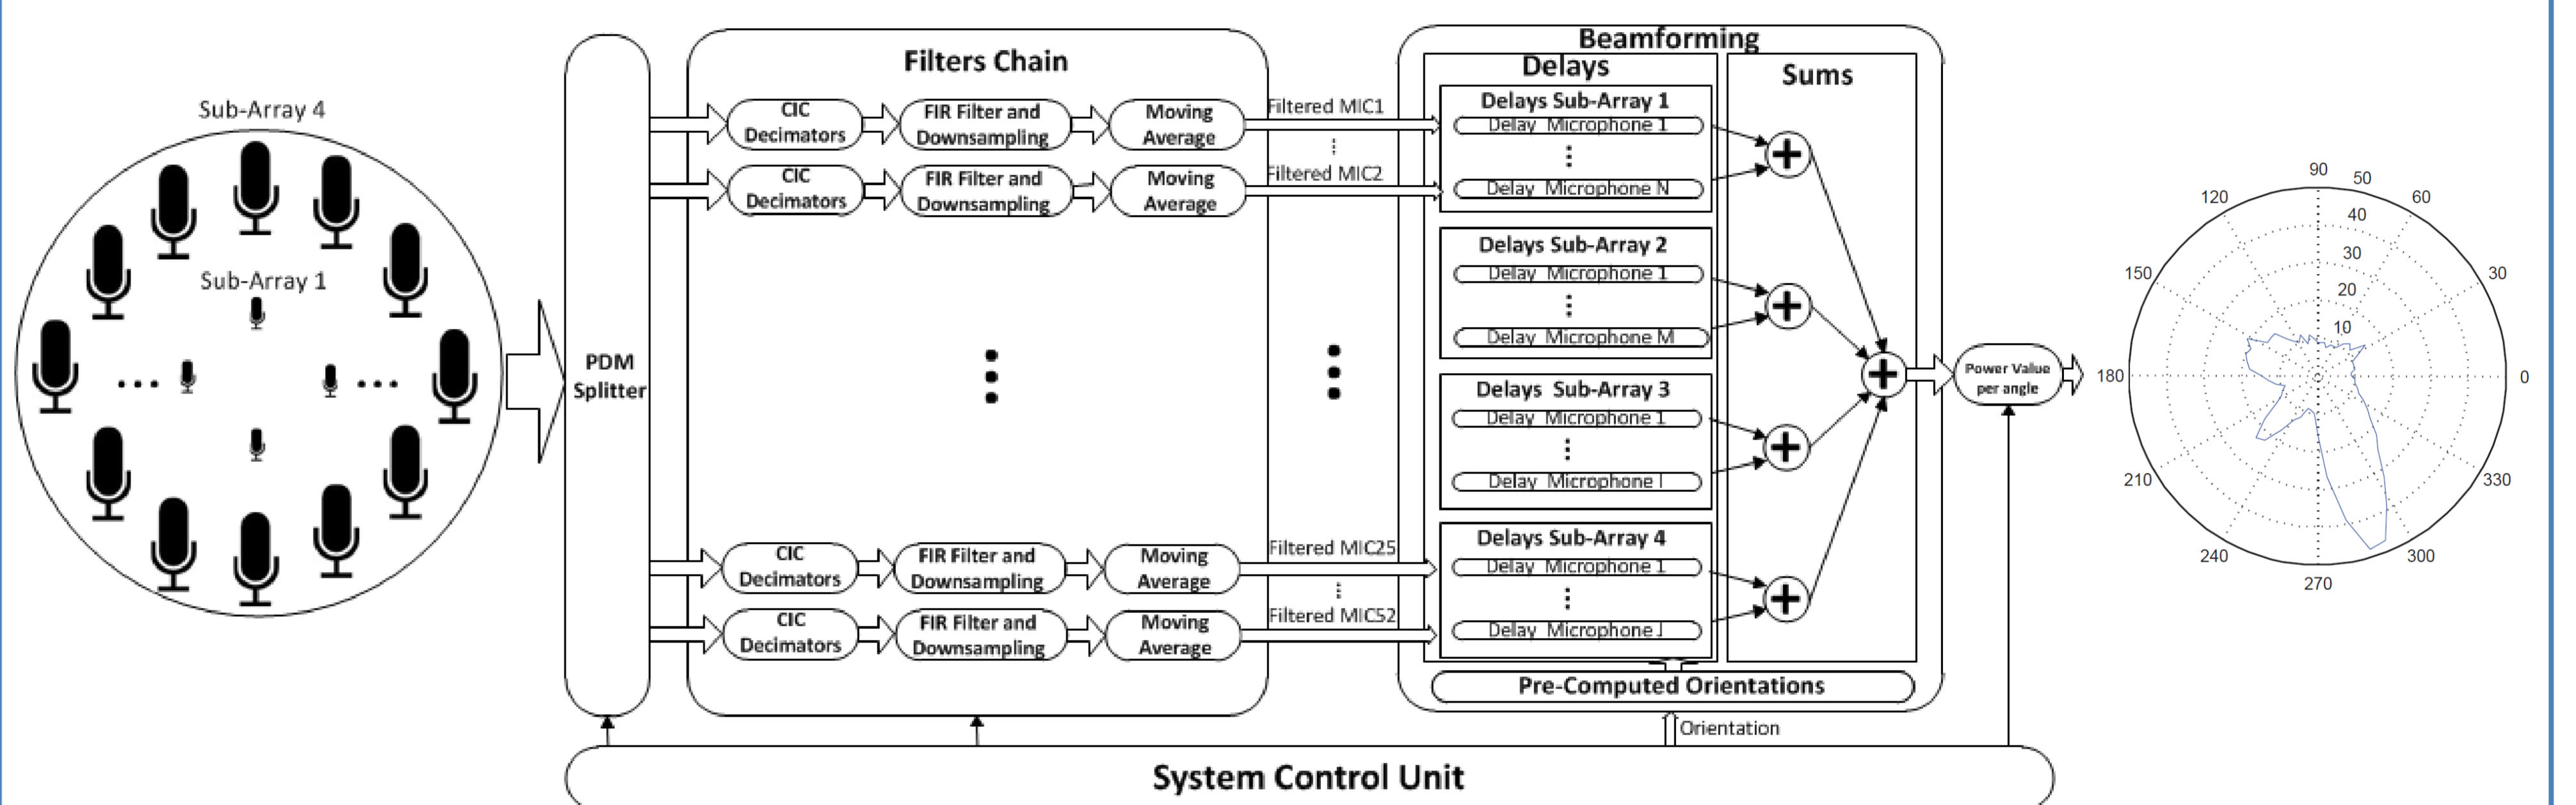 Sub-Array 4
Sub-Array 1
PDM
Splitter
Filters Chain
CIC
Decimators
FIR Filter and
Downsampling
Moving
Average
Filtered MIC1
CIC
Decimators
FIR Filter and
Downsampling
Moving
Average
Filtered MIC2
CIC
Decimators
FIR Filter and
Downsampling
Moving
Average
Filtered MIC25
CIC
Decimators
FIR Filter and
Downsampling
Moving
Average
Filtered MIC52
Beamforming
Delays
Sums
Delays Sub-Array 1
Delay Microphone 1
Delay Microphone N
Delays Sub-Array 2
Delay Microphone 1
Delay Microphone M
Delays Sub-Array 3
Delay Microphone 1
Delay Microphone I
Delays Sub-Array 4
Delay Microphone 1
Delay Microphone J
Pre-Computed Orientations
Orientation
Power Value
per angle
System Control Unit
90
50
120
60
40
30
150
30
20
10
180
0
210
330
240
300
270